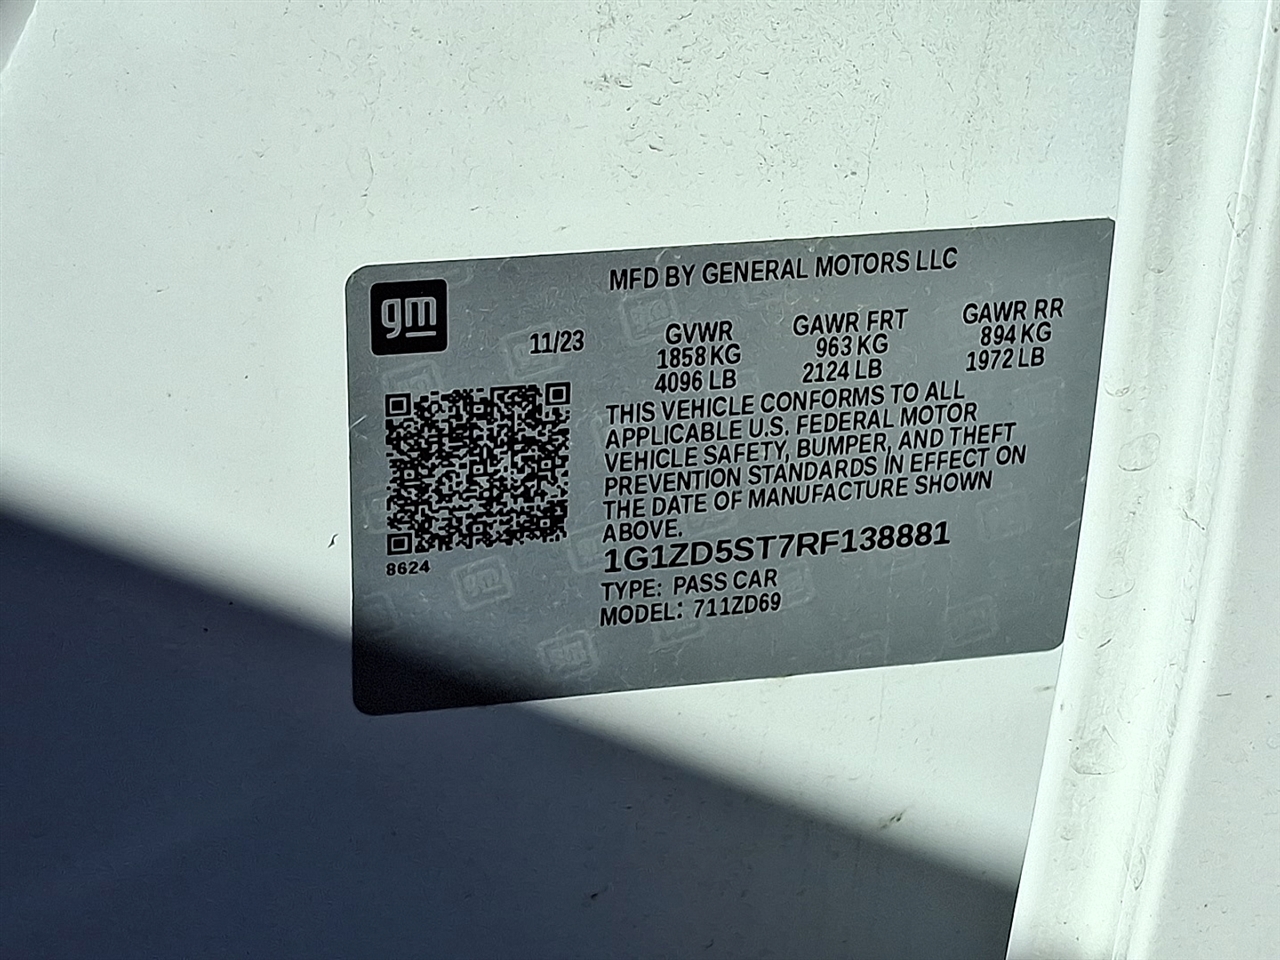 MFD BY GENERAL MOTORS LLC
gm
11/23
GVWR GAWR FRT GAWR RR
1858 KG 963 KG 894 KG
4096 LB 2124 LB 1972 LB
THIS VEHICLE CONFORMS TO ALL
APPLICABLE U.S. FEDERAL MOTOR
VEHICLE SAFETY, BUMPER, AND THEFT
PREVENTION STANDARDS IN EFFECT ON
THE DATE OF MANUFACTURE SHOWN
ABOVE.
8624
1G1ZD5ST7RF138881
TYPE: PASS CAR
MODEL: 711ZD69